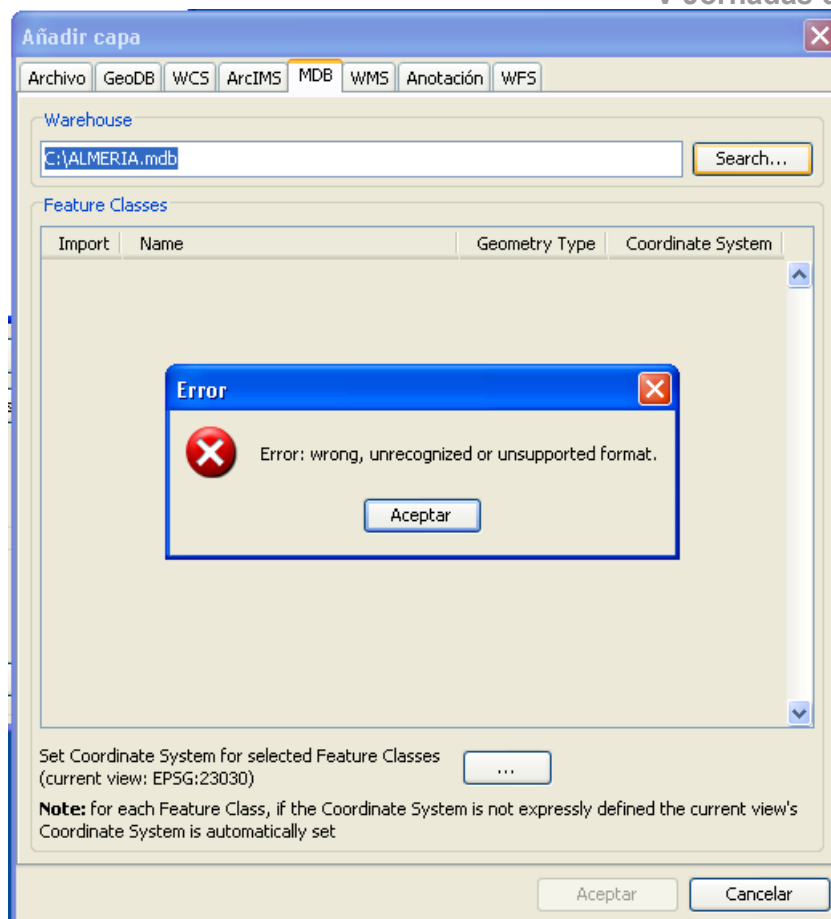 Añadir capa
Archivo GeoDB WCS ArcIMS MDB WMS Anotación WFS
Warehouse
C:\ALMERIA.mdb Search...
Feature Classes
Import Name Geometry Type Coordinate System
Error
Error: wrong, unrecognized or unsupported format.
Aceptar
Set Coordinate System for selected Feature Classes
(current view: EPSG:23030)
...
Note: for each Feature Class, if the Coordinate System is not expressly defined the current view's
Coordinate System is automatically set
Aceptar Cancelar